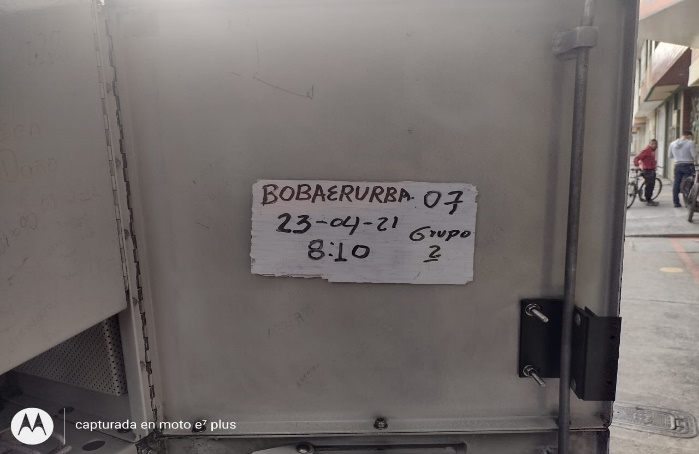 BOBAERURBA. 07
23-04-21 Grupo
8:10 2
capturada en moto e⁷ plus